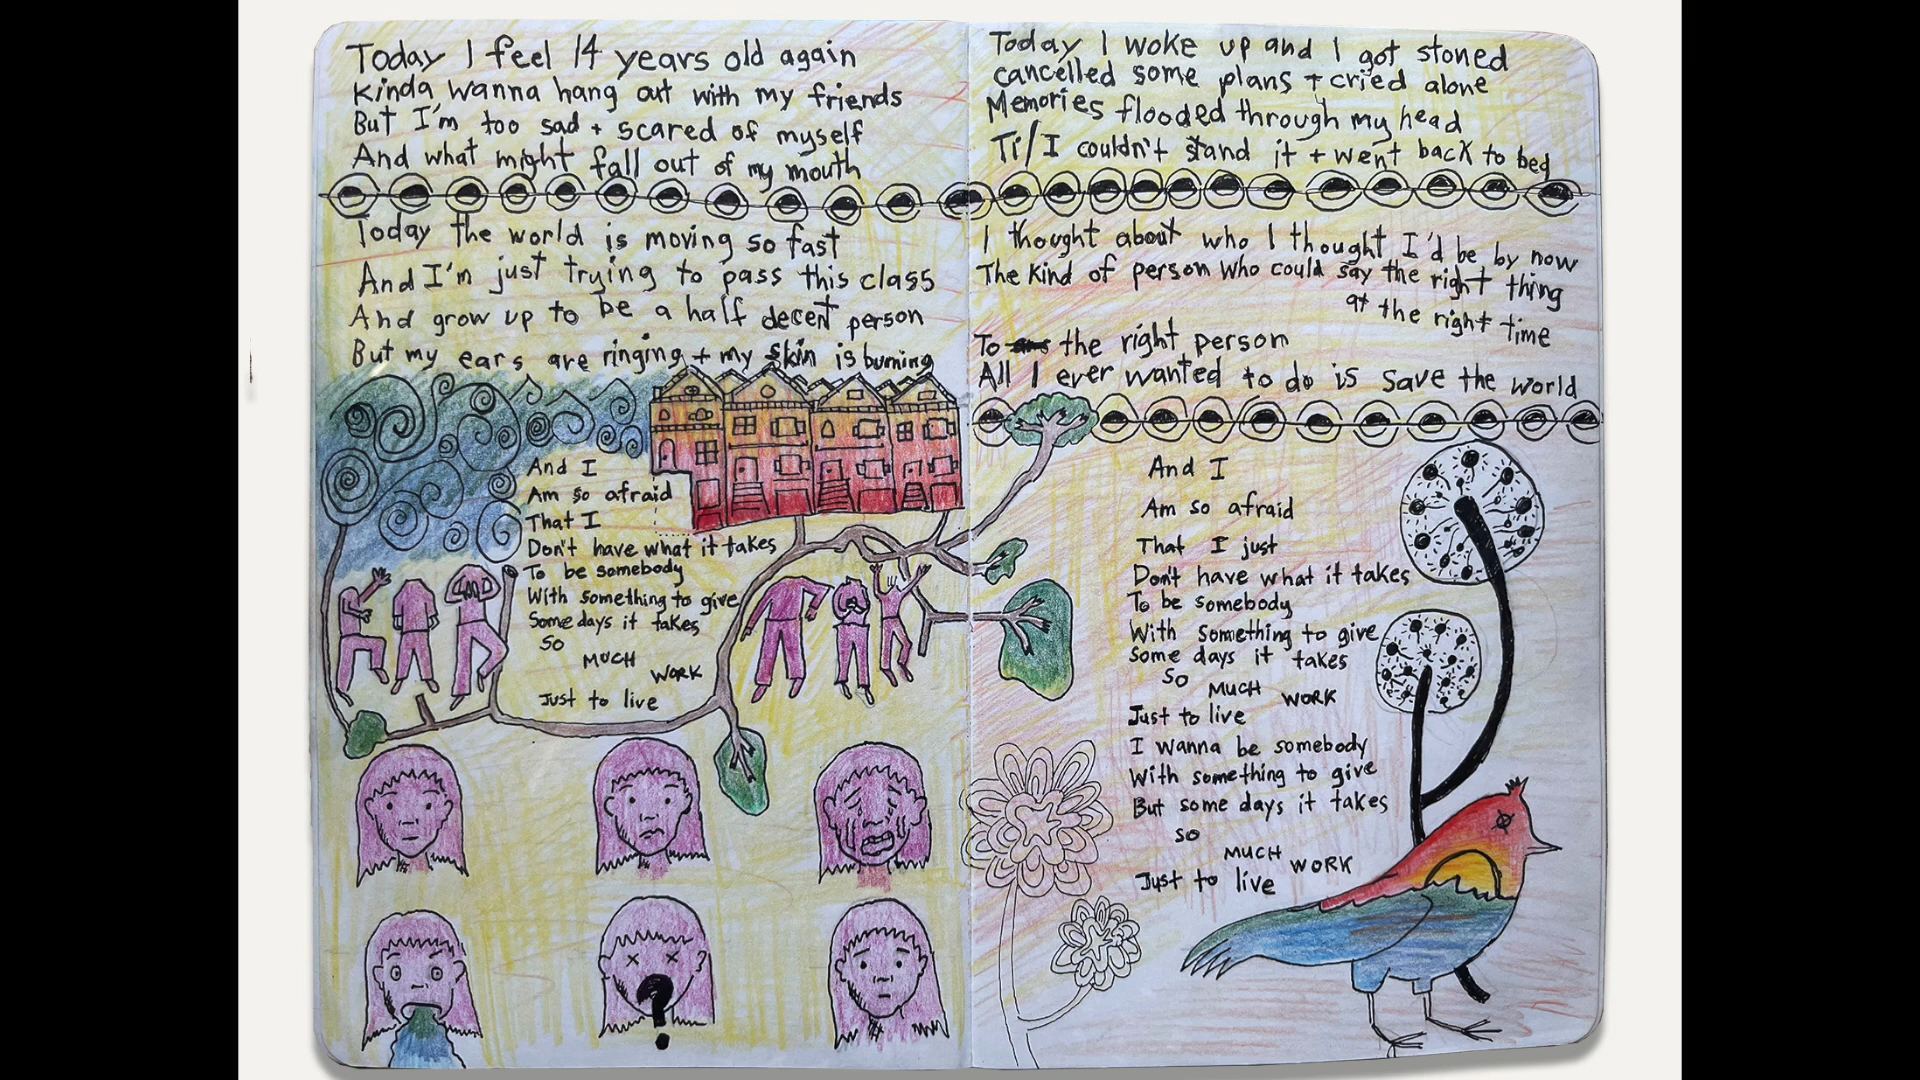 Today I feel 14 years old again
Kinda wanna hang out with my friends
But I'm too sad + scared of myself
And what might fall out of my mouth
Today the world is moving so fast
And I'm just trying to pass this class
And grow up to be a half decent person
But my ears are ringing + my skin is burning
And I
Am so afraid
That I
Don't have what it takes
To be somebody
With something to give
Some days it takes
So
MUCH
WORK
Just to live
Today I woke up and I got stoned
cancelled some plans + cried alone
Memories flooded through my head
Til I couldn't stand it + went back to bed
I thought about who I thought I'd be by now
The kind of person who could say the right thing
at the right time
To the right person
All I ever wanted to do is save the world
And I
Am so afraid
That I just
Don't have what it takes
To be somebody
With something to give
Some days it takes
So
MUCH WORK
Just to live
I wanna be somebody
With something to give
But some days it takes
so
MUCH WORK
Just to live